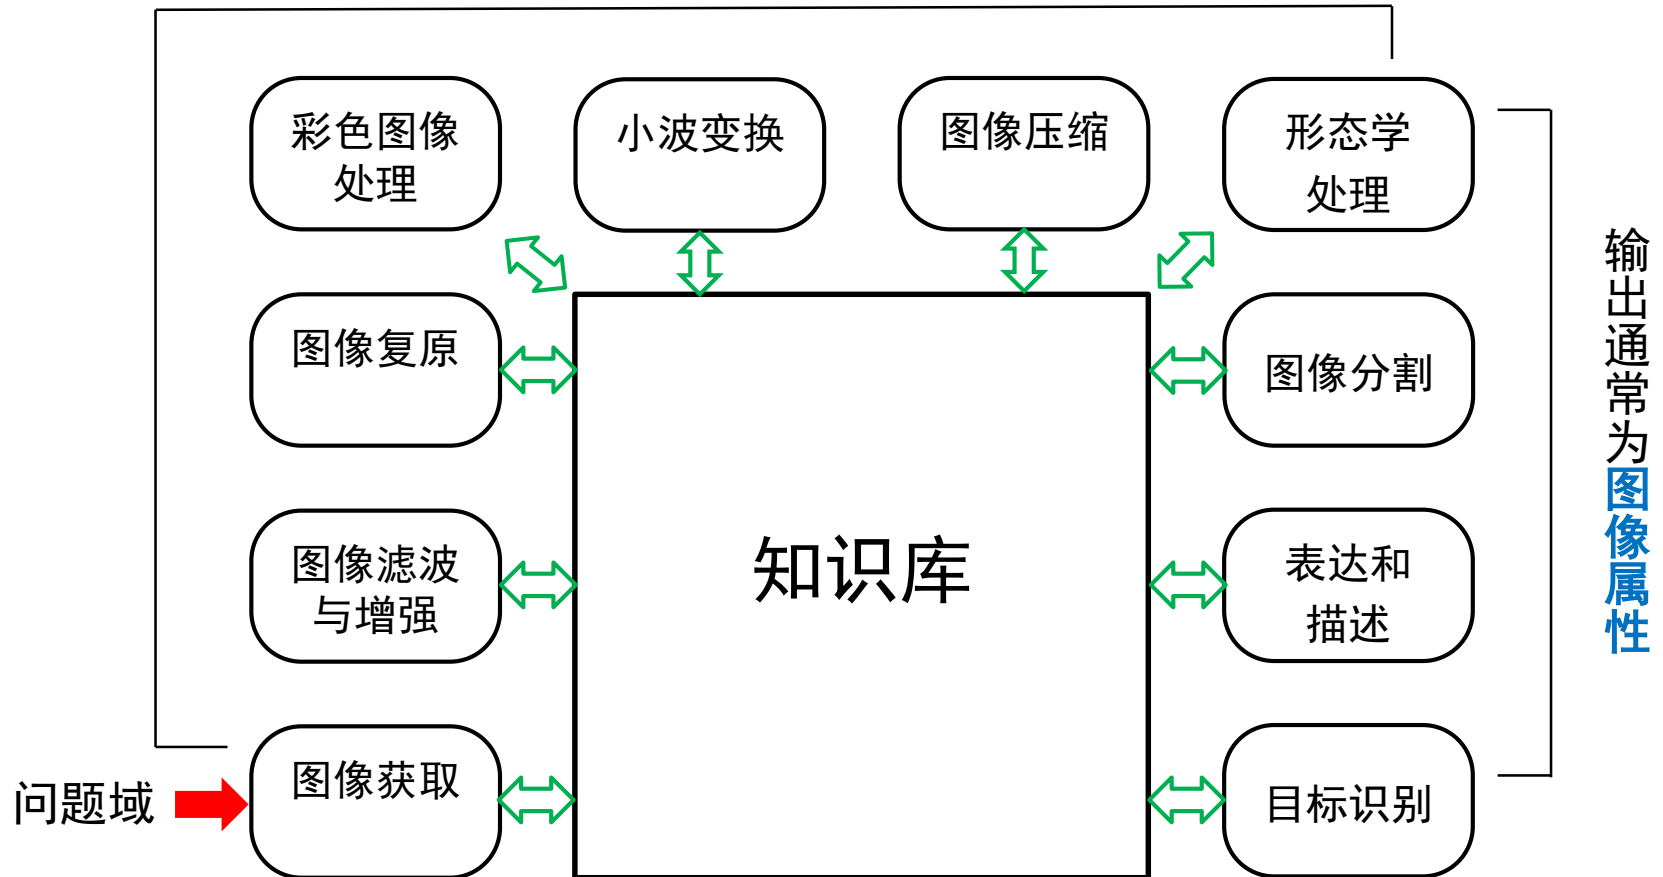 彩色图像
处理
小波变换
图像压缩
形态学
处理
图像复原
图像分割
图像滤波
与增强
知识库
表达和
描述
问题域
图像获取
目标识别
输出通常为图像属性